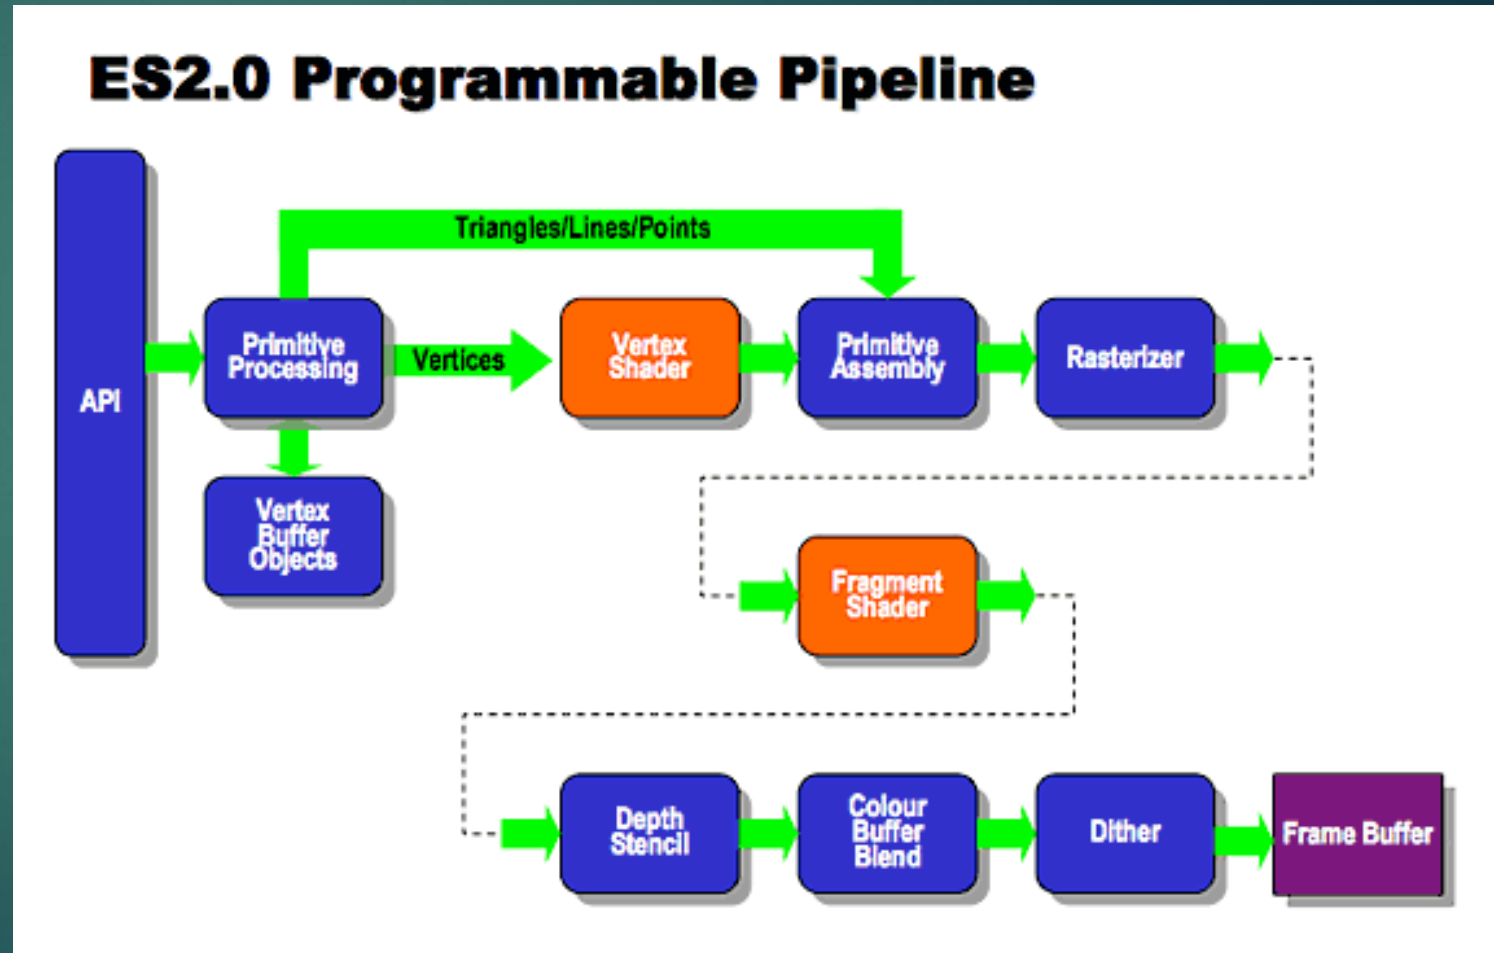 ES2.0 Programmable Pipeline
Triangles/Lines/Points
API
Primitive
Processing
Vertices
Vertex
Shader
Primitive
Assembly
Rasterizer
Vertex
Buffer
Objects
Fragment
Shader
Depth
Stencil
Colour
Buffer
Blend
Dither
Frame Buffer